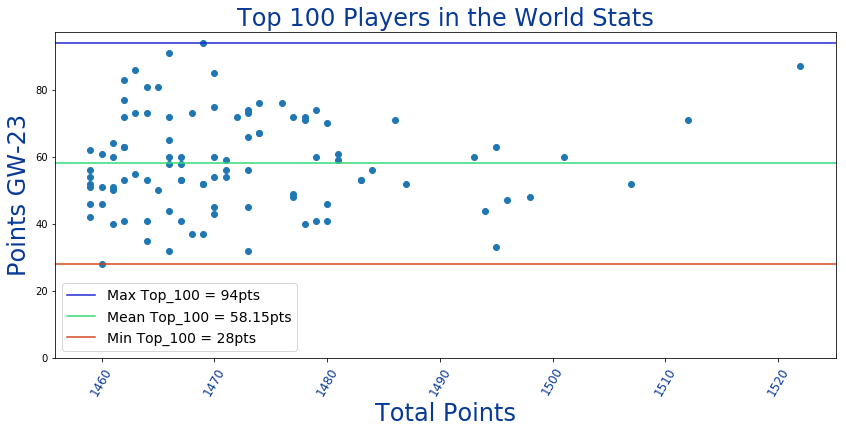 Top 100 Players in the World Stats
Points GW-23
80
60
40
20
0
Max Top_100 = 94pts
Mean Top_100 = 58.15pts
Min Top_100 = 28pts
1460
1470
1480
1490
1500
1510
1520
Total Points